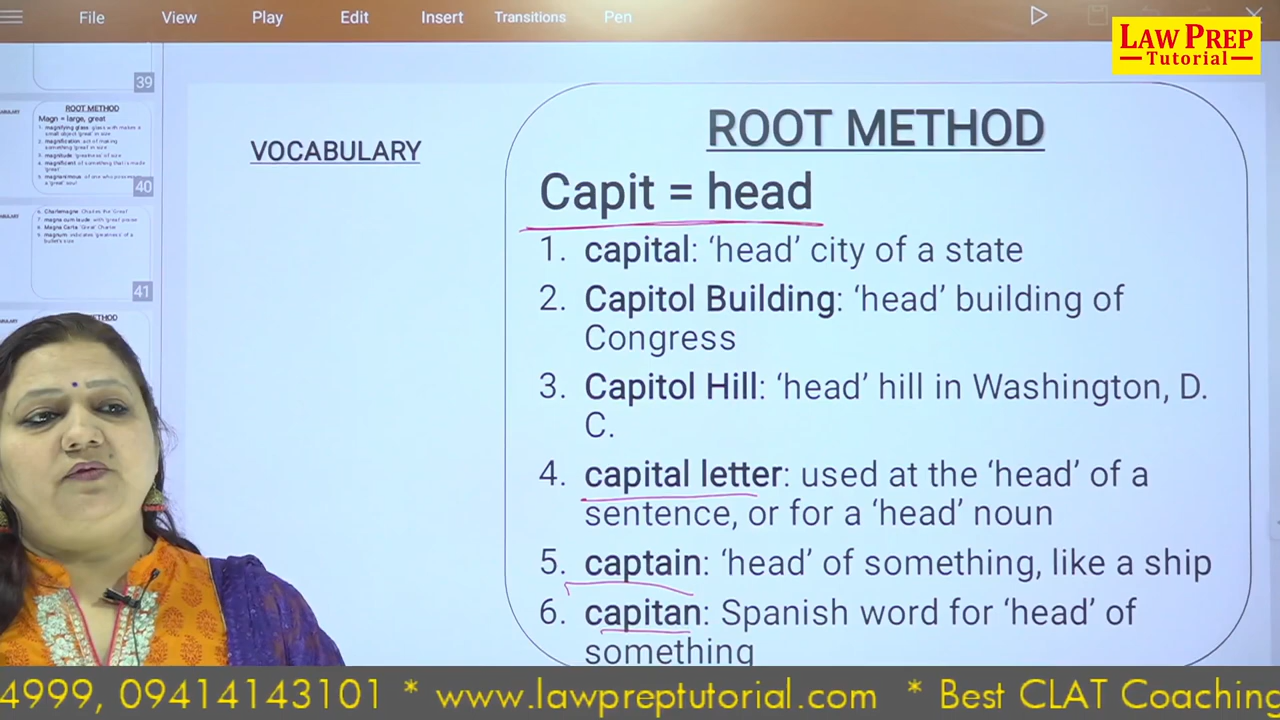 File View Play Edit Insert Transitions Pen
LAW PREP
Tutorial
39
ROOT METHOD
Magn = large, great
40
41
VOCABULARY
ROOT METHOD
Capit = head
1. capital: ‘head’ city of a state
2. Capitol Building: ‘head’ building of
Congress
3. Capitol Hill: ‘head’ hill in Washington, D.
C.
4. capital letter: used at the ‘head’ of a
sentence, or for a ‘head’ noun
5. captain: ‘head’ of something, like a ship
6. capitan: Spanish word for ‘head’ of
something
4999, 09414143101 * www.lawpreptutorial.com * Best CLAT Coaching